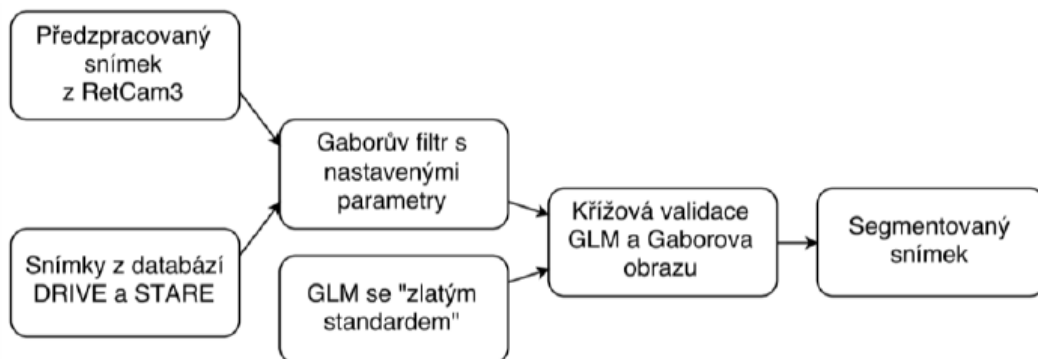 Předzpracovaný
snímek
z RetCam3
Snímky z databází
DRIVE a STARE
Gaborův filtr s
nastavenými
parametry
GLM se "zlatým
standardem"
Křížová validace
GLM a Gaborova
obrazu
Segmentovaný
snímek